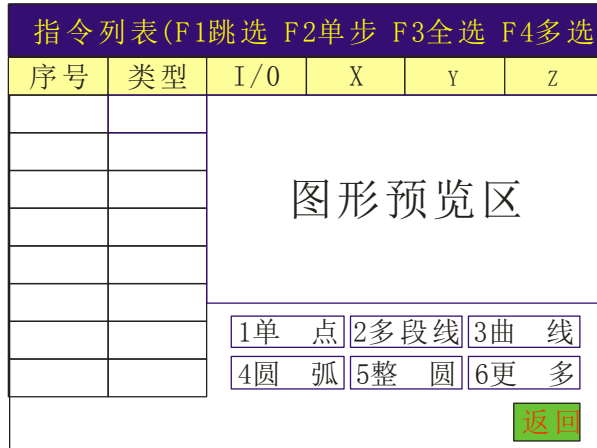 指令列表(F1跳选 F2单步 F3全选 F4多选
序号 类型 I/0 X Y Z
图形预览区
1单 点 2多段线 3曲 线
4圆 弧 5整 圆 6更 多
返回